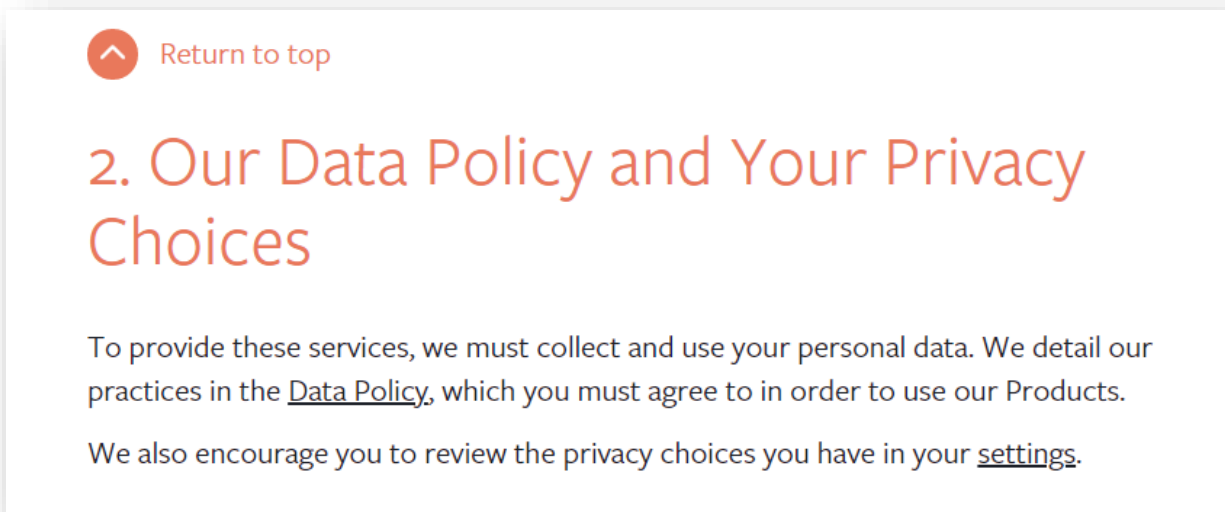 Return to top
2. Our Data Policy and Your Privacy
Choices
To provide these services, we must collect and use your personal data. We detail our
practices in the Data Policy, which you must agree to in order to use our Products.
We also encourage you to review the privacy choices you have in your settings.